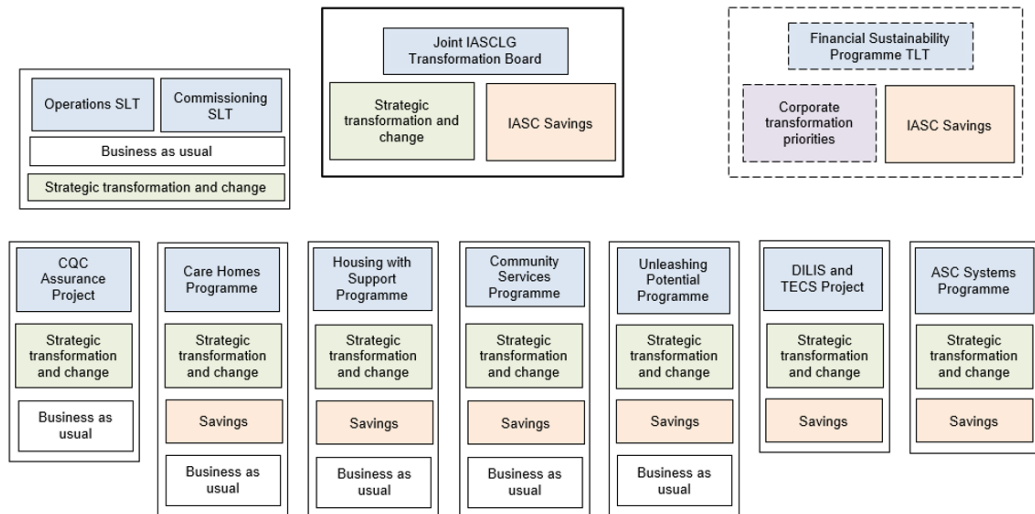 Operations SLT
Commissioning
SLT
Business as usual
Strategic transformation and change
Joint IASCLG
Transformation Board
Strategic
transformation and
change
IASC Savings
Financial Sustainability
Programme TLT
Corporate
transformation
priorities
IASC Savings
CQC
Assurance
Project
Strategic
transformation
and change
Business as
usual
Care Homes
Programme
Strategic
transformation
and change
Savings
Business as
usual
Housing with
Support
Programme
Strategic
transformation
and change
Savings
Business as
usual
Community
Services
Programme
Strategic
transformation
and change
Savings
Business as
usual
Unleashing
Potential
Programme
Strategic
transformation
and change
Savings
Business as
usual
DILIS and
TECS Project
Strategic
transformation
and change
Savings
ASC Systems
Programme
Strategic
transformation
and change
Savings